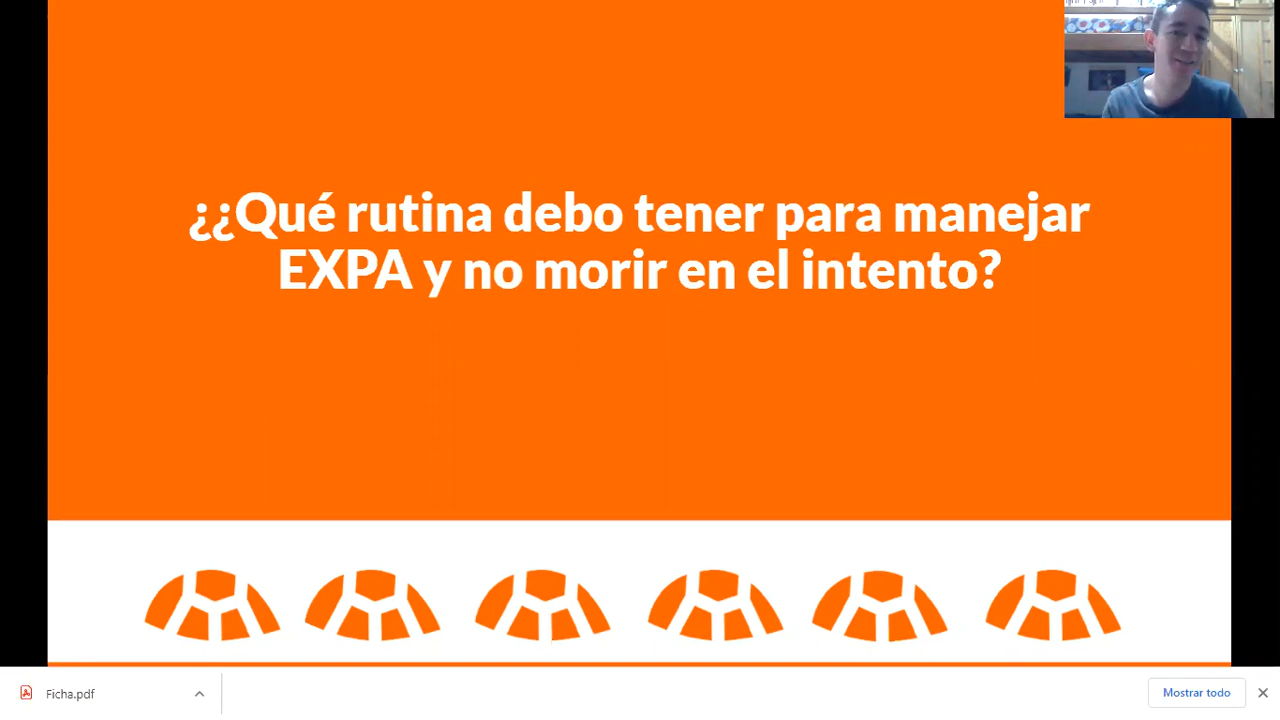 ¿¿Qué rutina debo tener para manejar
EXPA y no morir en el intento?
Ficha.pdf
Mostrar todo